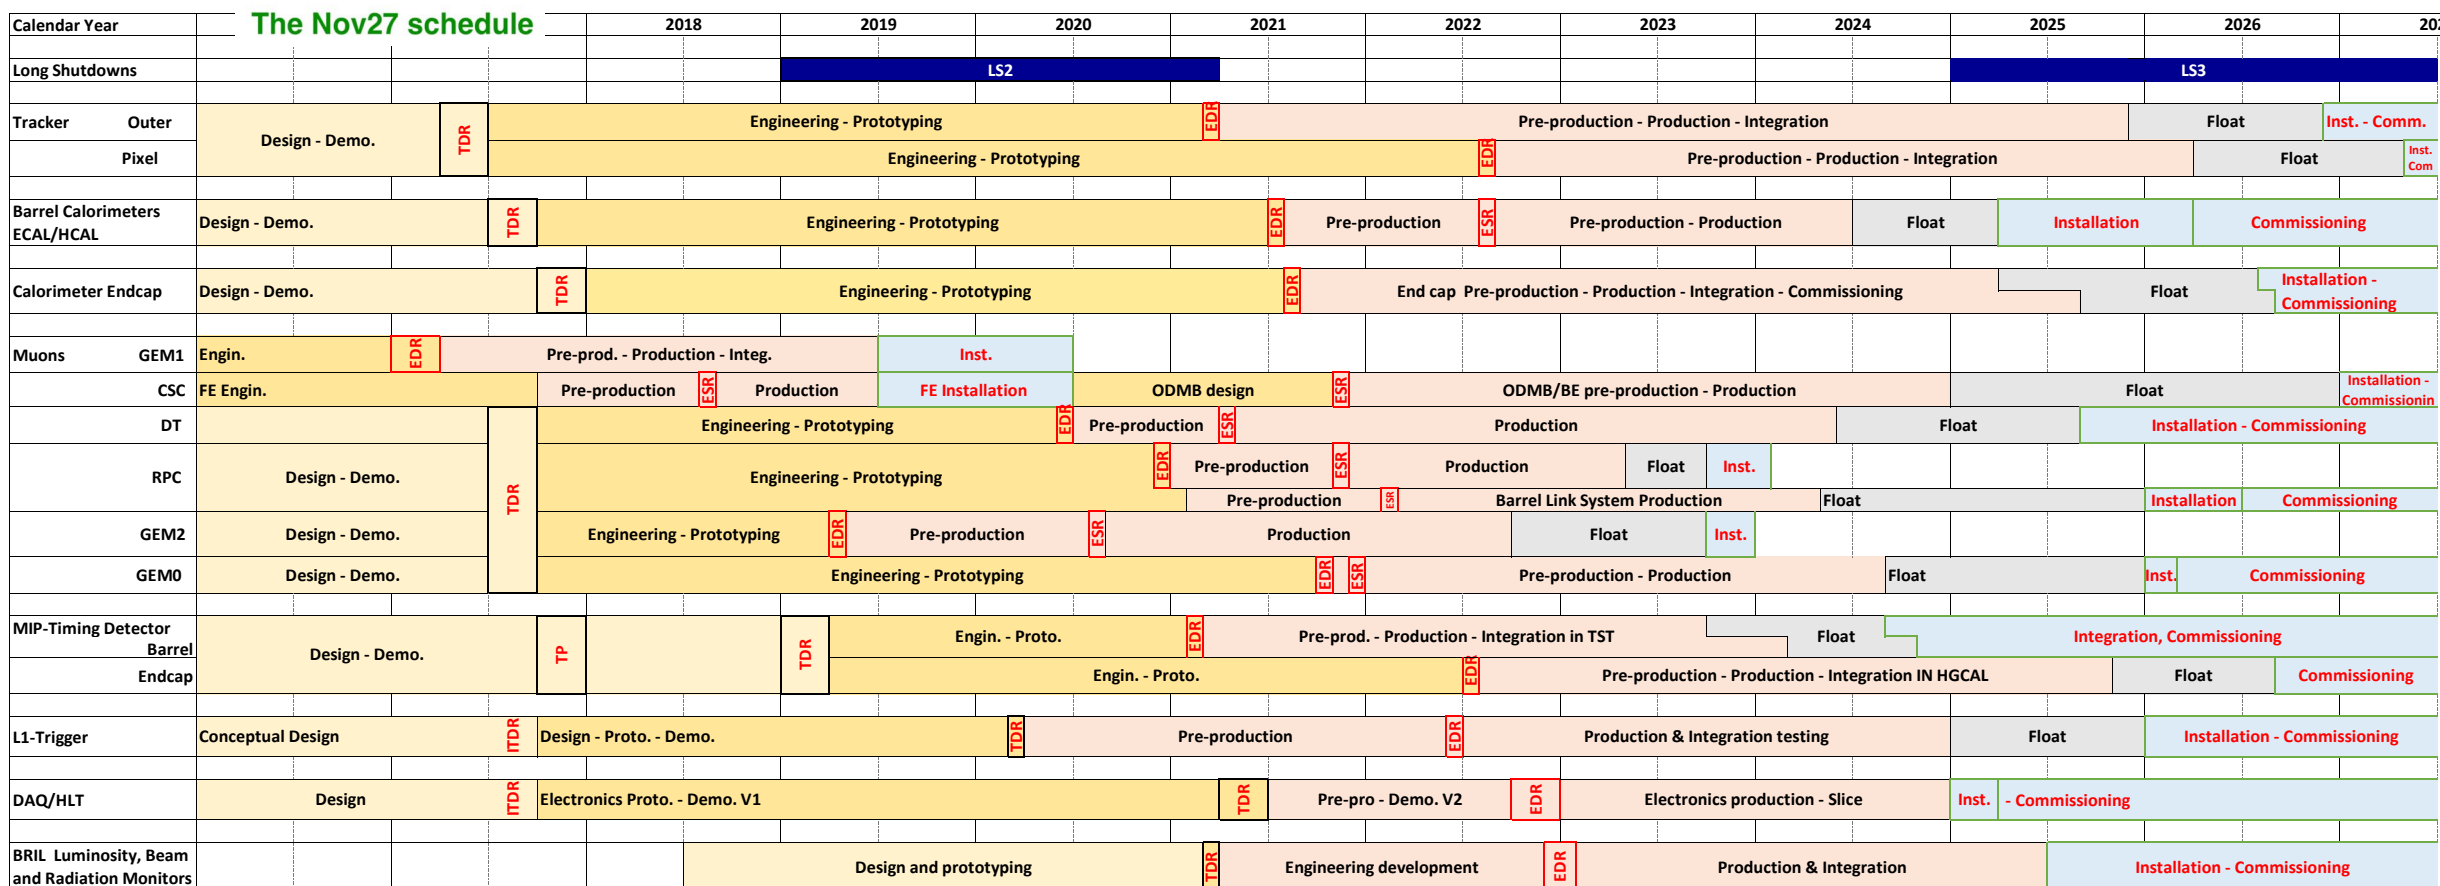 Calendar Year The Nov27 schedule 2018 2019 2020 2021 2022 2023 2024 2025 2026
Long Shutdowns LS2 LS3
Tracker Outer Design - Demo. TDR Engineering - Prototyping EDR Pre-production - Production - Integration Float Inst. - Comm.
Pixel Engineering - Prototyping EDR Pre-production - Production - Integration Float Inst.
Com
Barrel Calorimeters
ECAL/HCAL Design - Demo. TDR Engineering - Prototyping EDR Pre-production ESR Pre-production - Production Float Installation Commissioning
Calorimeter Endcap Design - Demo. TDR Engineering - Prototyping EDR End cap Pre-production - Production - Integration - Commissioning Float Installation -
Commissioning
Muons GEM1 Engin. EDR Pre-prod. - Production - Integ. Inst.
CSC FE Engin. Pre-production ESR Production FE Installation ODMB design ESR ODMB/BE pre-production - Production Float Installation -
Commissionin
DT TDR Engineering - Prototyping EDR Pre-production ESR Production Float Installation - Commissioning
RPC Design - Demo. Engineering - Prototyping EDR Pre-production ESR Production Float Inst.
Pre-production ESR Barrel Link System Production Float Installation Commissioning
GEM2 Design - Demo. Engineering - Prototyping EDR Pre-production ESR Production Float Inst.
GEM0 Design - Demo. Engineering - Prototyping EDR ESR Pre-production - Production Float Inst. Commissioning
MIP-Timing Detector
Barrel Design - Demo. TP TDR Engin. - Proto. EDR Pre-prod. - Production - Integration in TST Float Integration, Commissioning
Endcap Engin. - Proto. EDR Pre-production - Production - Integration IN HGCAL Float Commissioning
L1-Trigger Conceptual Design ITDR Design - Proto. - Demo. TDR Pre-production EDR Production & Integration testing Float Installation - Commissioning
DAQ/HLT Design ITDR Electronics Proto. - Demo. V1 TDR Pre-pro - Demo. V2 EDR Electronics production - Slice Inst. - Commissioning
BRIL Luminosity, Beam
and Radiation Monitors Design and prototyping TDR Engineering development EDR Production & Integration Installation - Commissioning